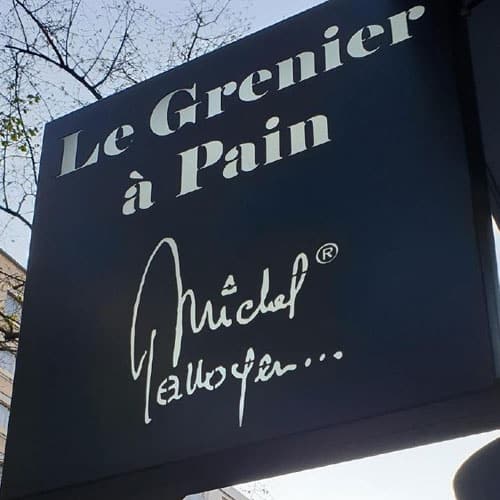 Le Grenier
à Pain
Michel ®
Galloyer...